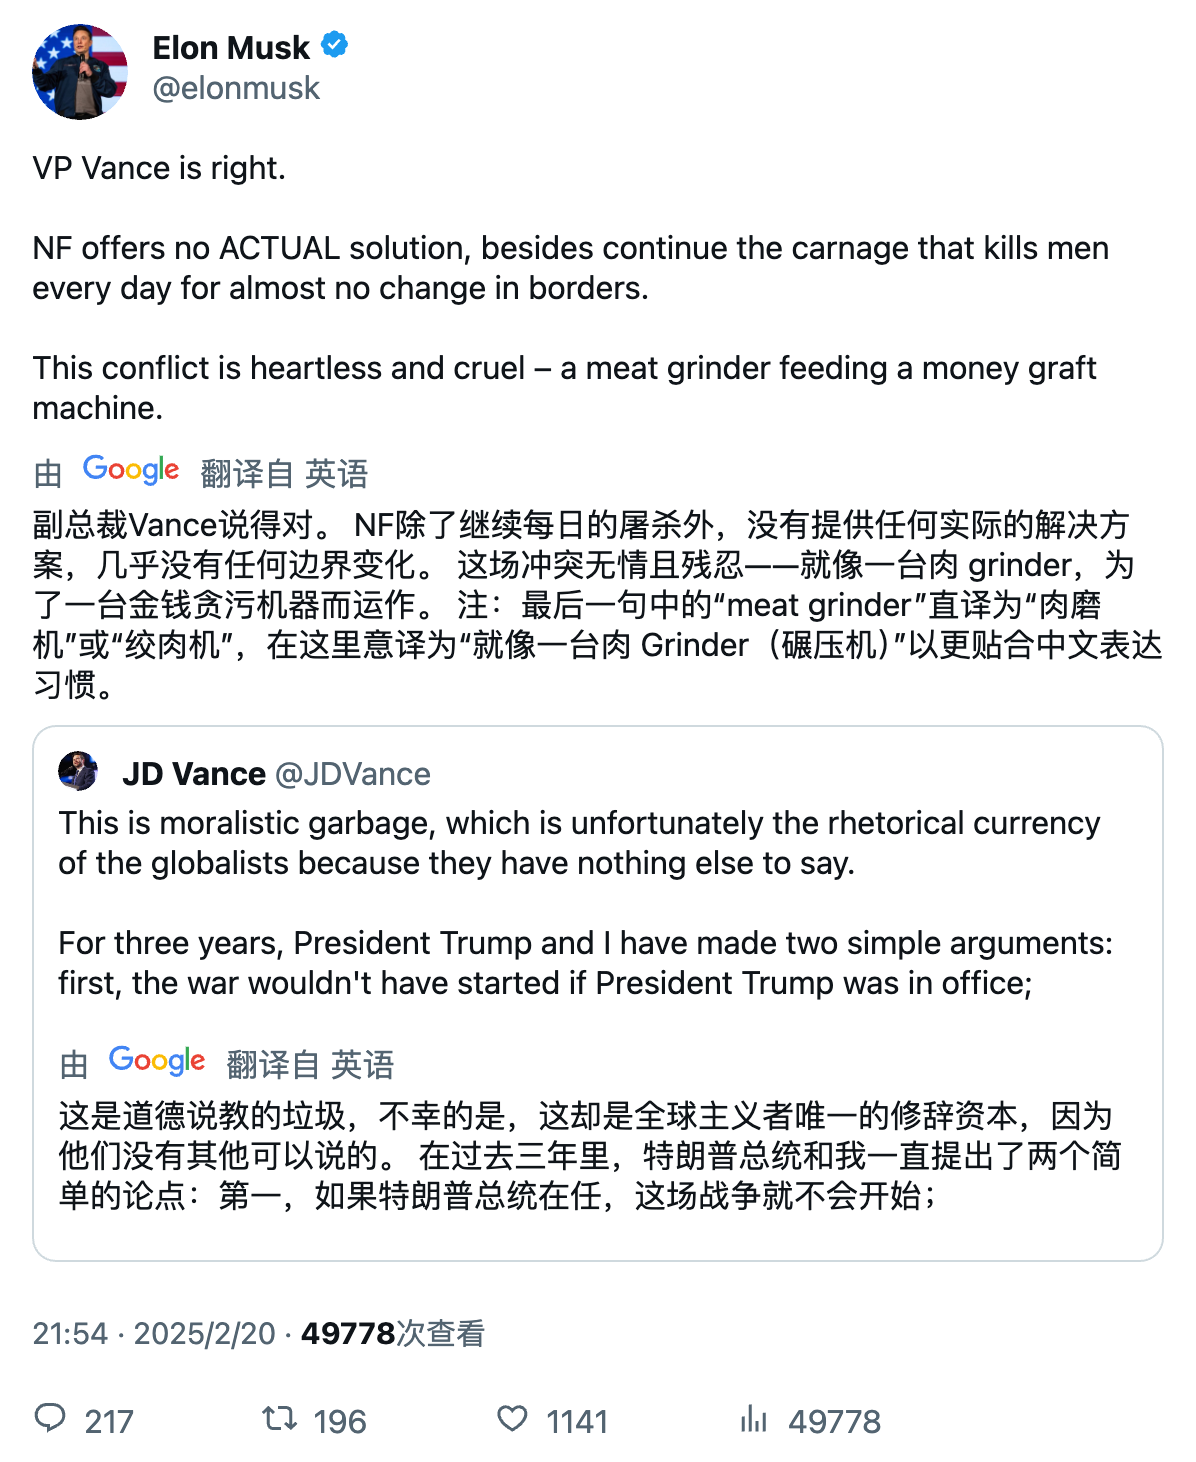 Elon Musk
@elonmusk
VP Vance is right.
NF offers no ACTUAL solution, besides continue the carnage that kills men
every day for almost no change in borders.
This conflict is heartless and cruel – a meat grinder feeding a money graft
machine.
由 Google 翻译自 英语
副总裁Vance说得对。 NF除了继续每日的屠杀外，没有提供任何实际的解决方
案，几乎没有任何边界变化。 这场冲突无情且残忍——就像一台肉 grinder，为
了一台金钱贪污机器而运作。 注：最后一句中的“meat grinder”直译为“肉磨
机”或“绞肉机”，在这里意译为“就像一台肉 Grinder（碾压机）”以更贴合中文表达
习惯。
JD Vance @JDVance
This is moralistic garbage, which is unfortunately the rhetorical currency
of the globalists because they have nothing else to say.
For three years, President Trump and I have made two simple arguments:
first, the war wouldn't have started if President Trump was in office;
由 Google 翻译自 英语
这是道德说教的垃圾，不幸的是，这却是全球主义者唯一的修辞资本，因为
他们没有其他可以说的。 在过去三年里，特朗普总统和我一直提出了两个简
单的论点：第一，如果特朗普总统在任，这场战争就不会开始；
21:54 · 2025/2/20 · 49778次查看
217 196 1141 49778